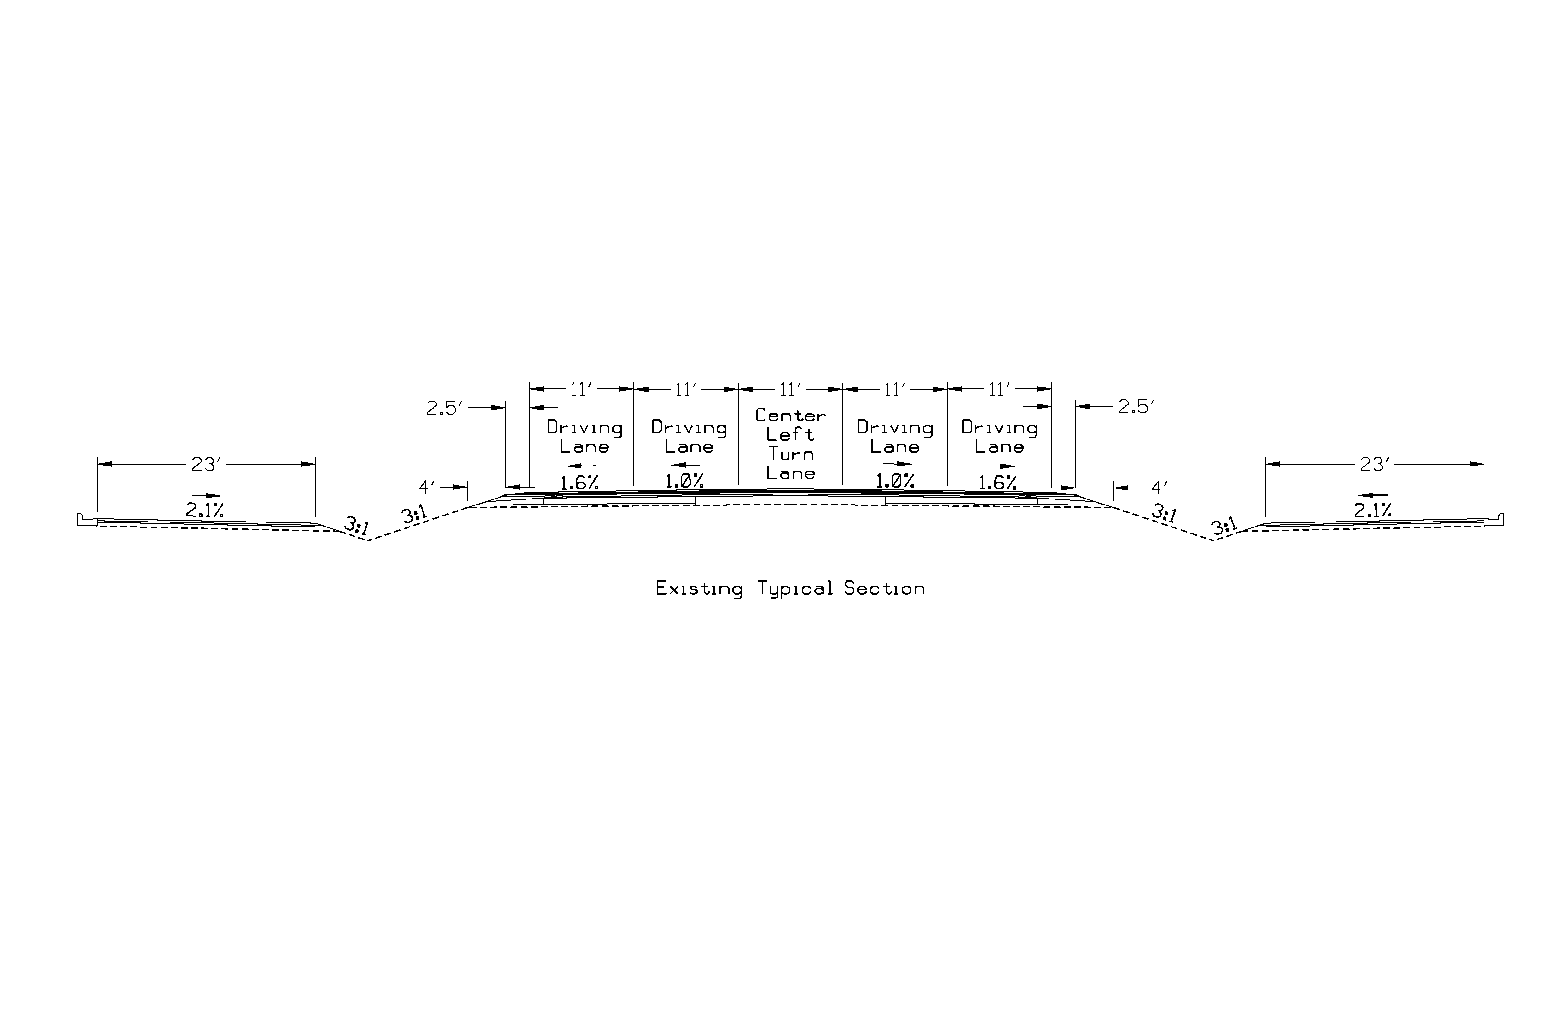 11' 11' 11' 11' 11'
2.5' 2.5'
Driving Lane
Driving Lane
Center Left Turn Lane
Driving Lane
Driving Lane
23' 23'
4' 1.6% 1.0% 1.0% 1.6% 4'
2.1% 2.1%
3:1 3:1 3:1 3:1
Existing Typical Section